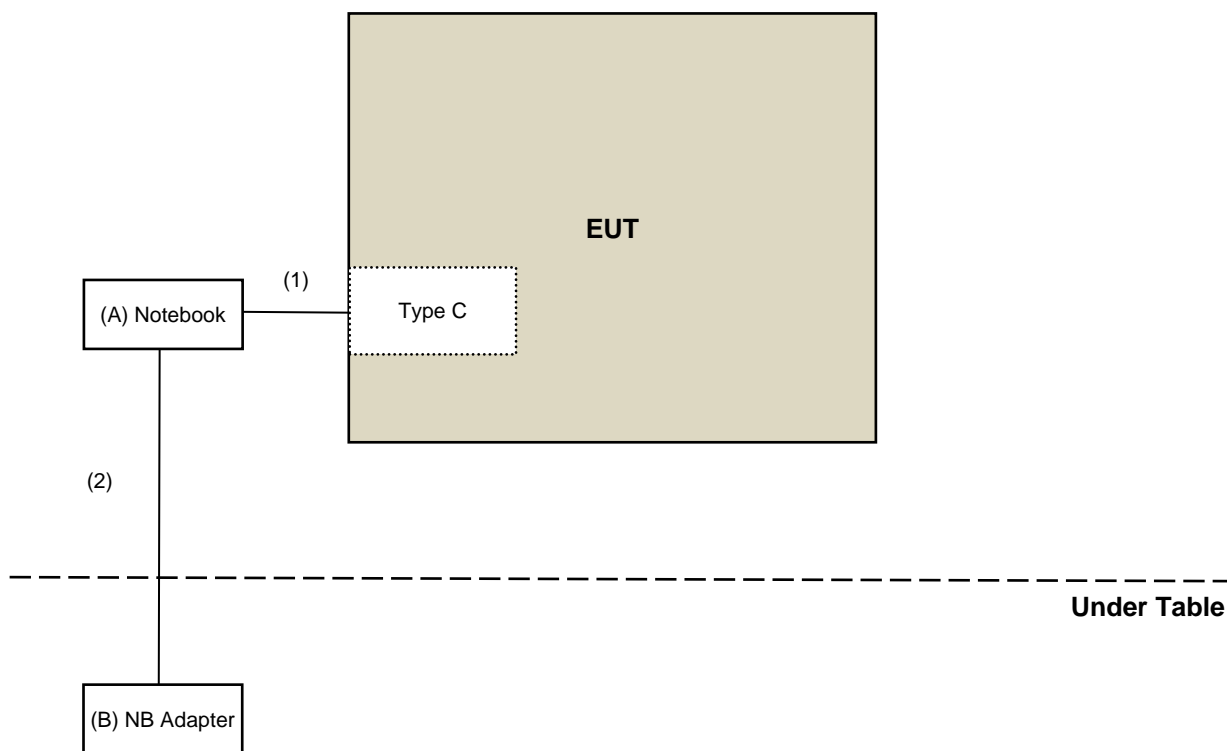 EUT
(1)
(A) Notebook
Type C
(2)
Under Table
(B) NB Adapter